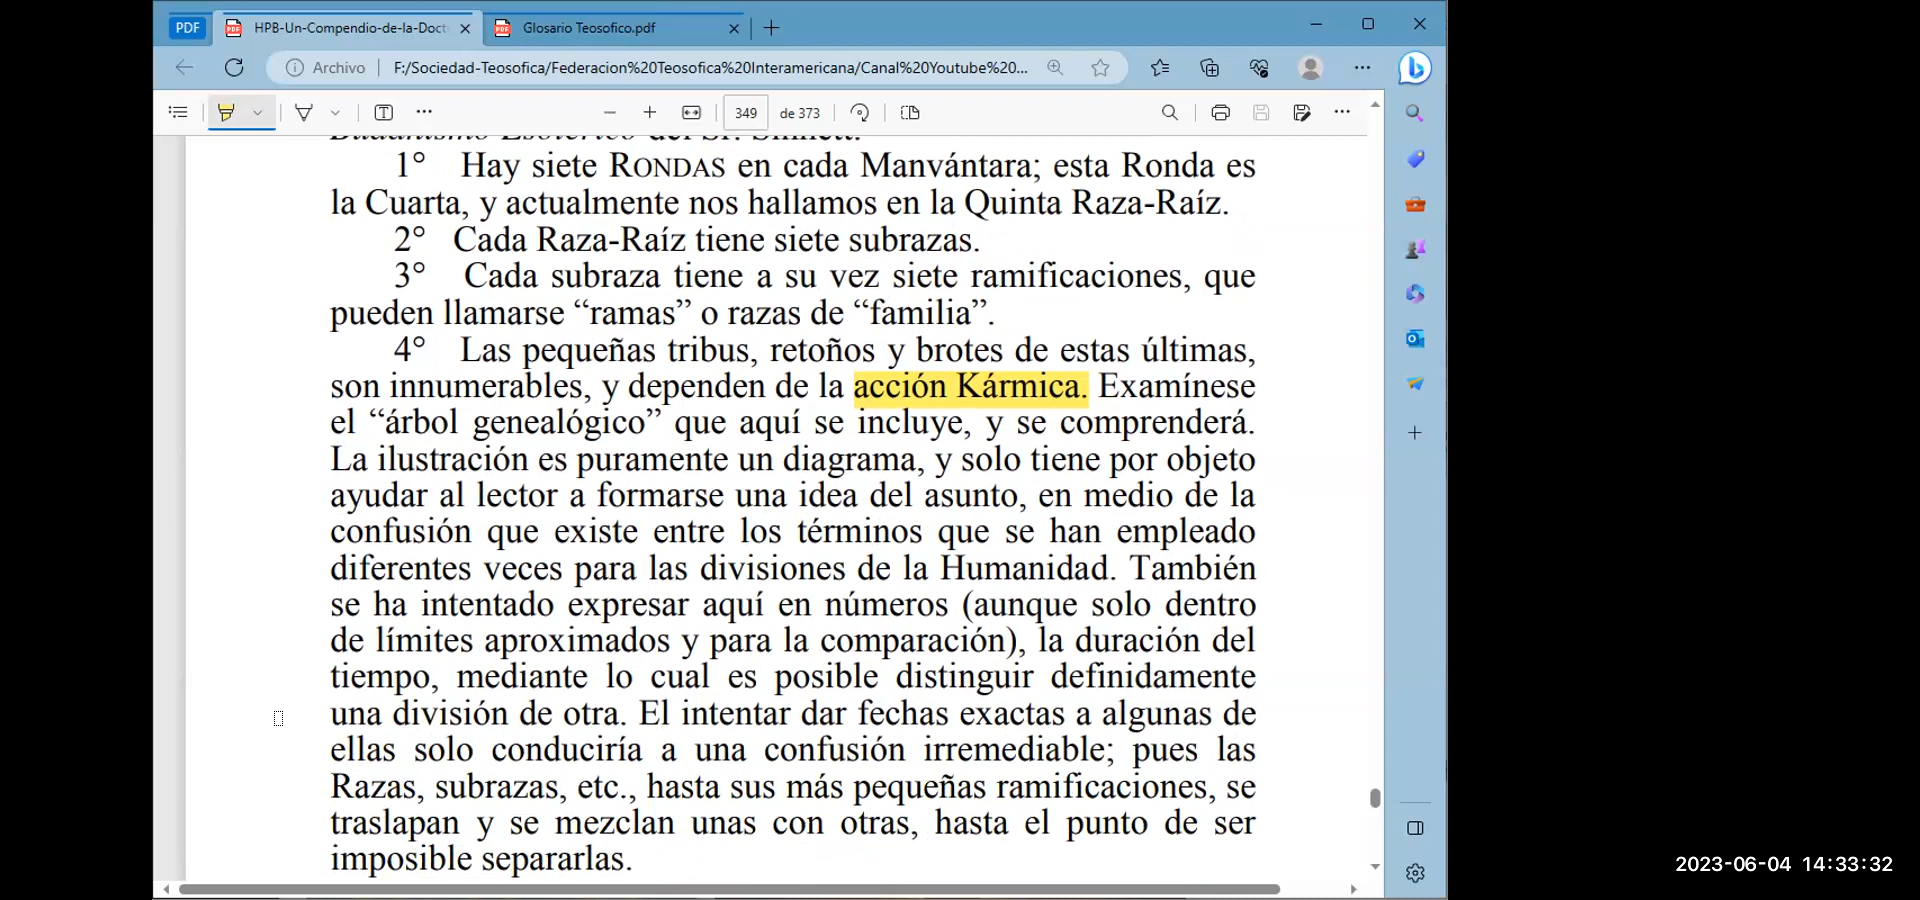 PDF
HPB-Un-Compendio-de-la-Doct
Glosario Teosofico.pdf
Archivo
F:/Sociedad-Teosofica/Federacion%20Teosofica%20Interamericana/Canal%20Youtube%20...
349
de 373
Buddhismo Esotérico del Sr. Sinnett.
1° Hay siete RONDAS en cada Manvántara; esta Ronda es
la Cuarta, y actualmente nos hallamos en la Quinta Raza-Raíz.
2° Cada Raza-Raíz tiene siete subrazas.
3° Cada subraza tiene a su vez siete ramificaciones, que
pueden llamarse “ramas” o razas de “familia”.
4° Las pequeñas tribus, retoños y brotes de estas últimas,
son innumerables, y dependen de la acción Kármica. Examínese
el “árbol genealógico” que aquí se incluye, y se comprenderá.
La ilustración es puramente un diagrama, y solo tiene por objeto
ayudar al lector a formarse una idea del asunto, en medio de la
confusión que existe entre los términos que se han empleado
diferentes veces para las divisiones de la Humanidad. También
se ha intentado expresar aquí en números (aunque solo dentro
de límites aproximados y para la comparación), la duración del
tiempo, mediante lo cual es posible distinguir definidamente
una división de otra. El intentar dar fechas exactas a algunas de
ellas solo conduciría a una confusión irremediable; pues las
Razas, subrazas, etc., hasta sus más pequeñas ramificaciones, se
traslapan y se mezclan unas con otras, hasta el punto de ser
imposible separarlas.
2023-06-04 14:33:32